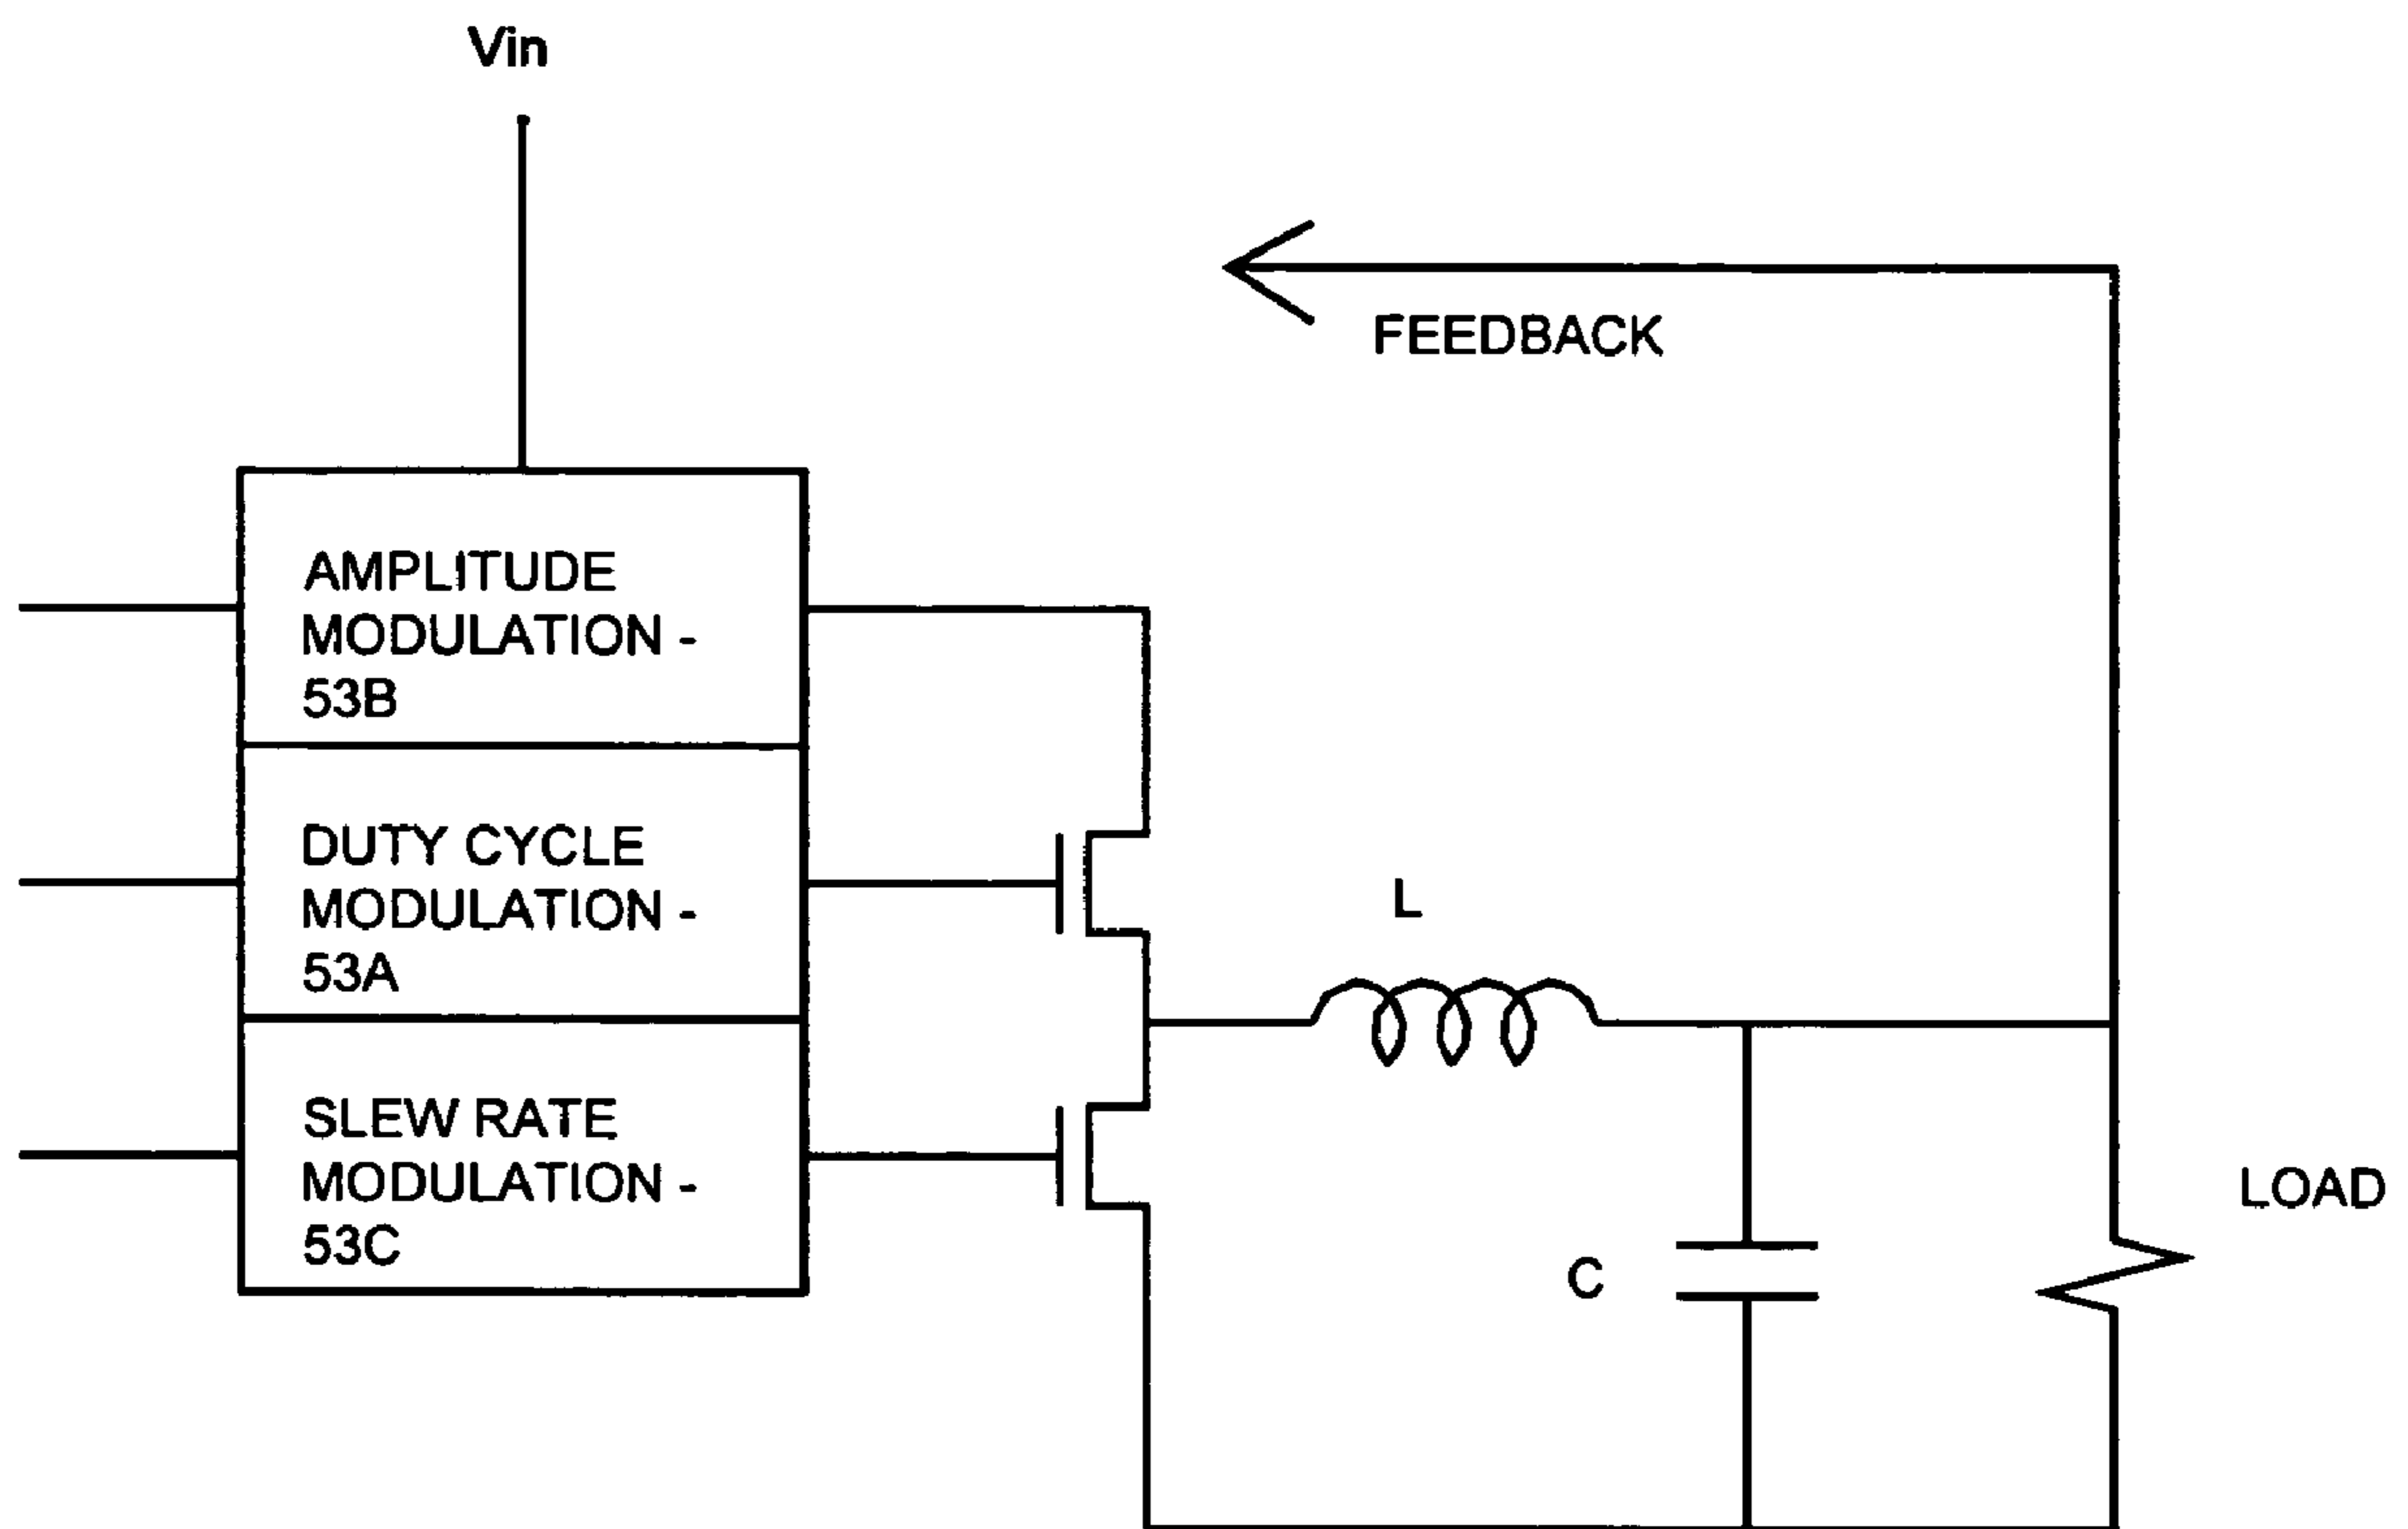 Vin
FEEDBACK
AMPLITUDE
MODULATION -
53B
DUTY CYCLE
MODULATION -
53A
L
SLEW RATE
MODULATION -
53C
LOAD
C